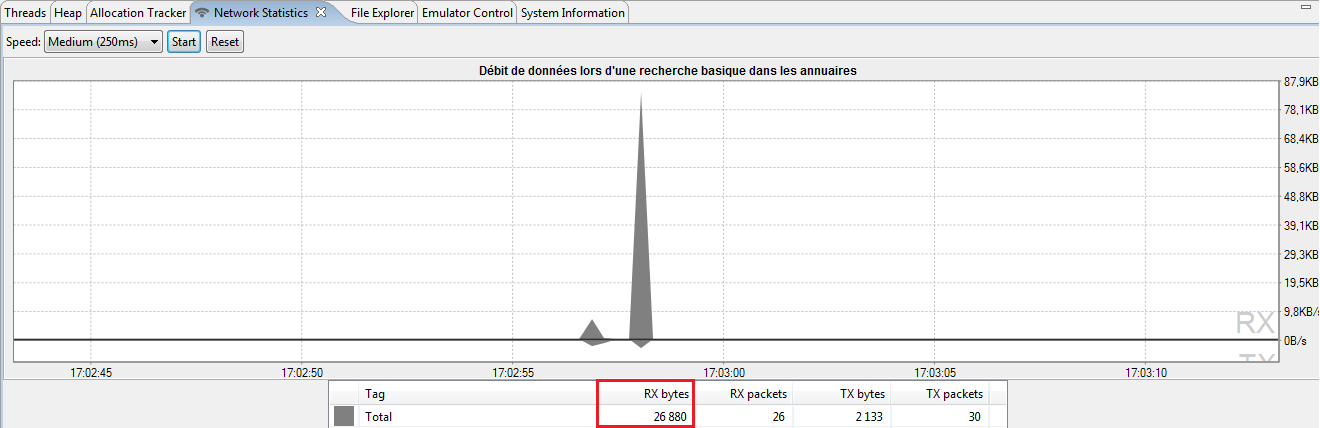 Threads Heap Allocation Tracker Network Statistics File Explorer Emulator Control System Information
Speed: Medium (250ms) Start Reset
Débit de données lors d'une recherche basique dans les annuaires
87,9KB
78,1KB
68,4KB
58,6KB
48,8KB
39,1KB
29,3KB
19,5KB
9,8KB/s
RX
0B/s
TX
17:02:45 17:02:50 17:02:55 17:03:00 17:03:05 17:03:10
Tag RX bytes RX packets TX bytes TX packets
Total 26 880 26 2 133 30